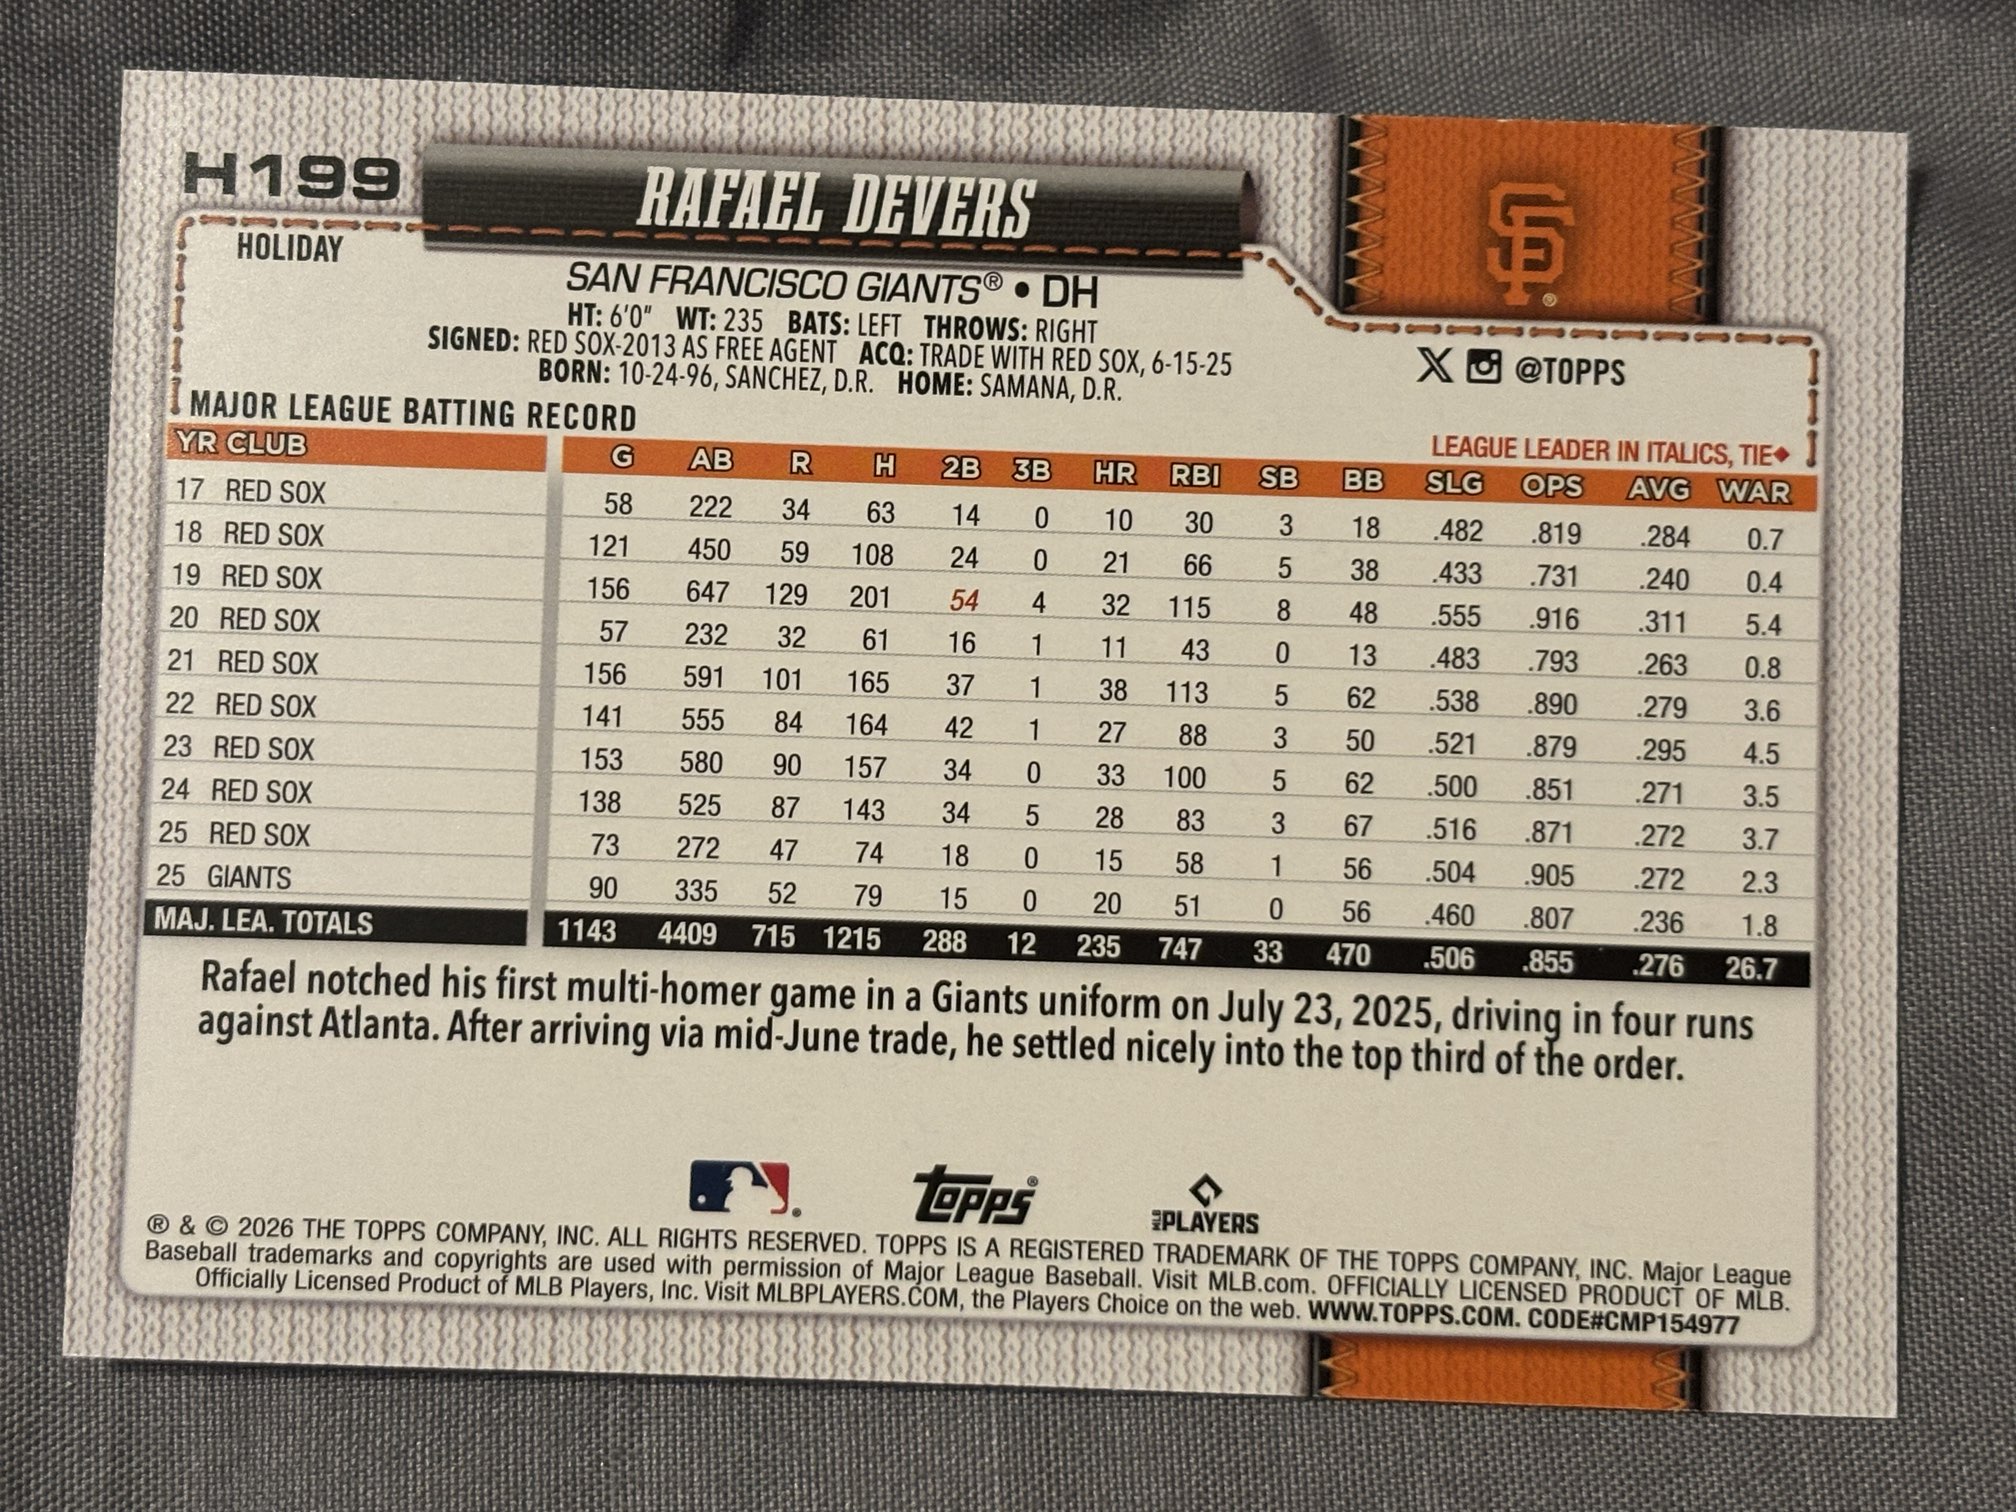 H199
RAFAEL DEVERS
SF
HOLIDAY
SAN FRANCISCO GIANTS® • DH
HT: 6'0" WT: 235 BATS: LEFT THROWS: RIGHT
SIGNED: RED SOX-2013 AS FREE AGENT ACQ: TRADE WITH RED SOX, 6-15-25
BORN: 10-24-96, SANCHEZ, D.R. HOME: SAMANA, D.R.
@TOPPS
MAJOR LEAGUE BATTING RECORD
LEAGUE LEADER IN ITALICS, TIE◆
YR CLUB G AB R H 2B 3B HR RBI SB BB SLG OPS AVG WAR
17 RED SOX 58 222 34 63 14 0 10 30 3 18 .482 .819 .284 0.7
18 RED SOX 121 450 59 108 24 0 21 66 5 38 .433 .731 .240 0.4
19 RED SOX 156 647 129 201 54 4 32 115 8 48 .555 .916 .311 5.4
20 RED SOX 57 232 32 61 16 1 11 43 0 13 .483 .793 .263 0.8
21 RED SOX 156 591 101 165 37 1 38 113 5 62 .538 .890 .279 3.6
22 RED SOX 141 555 84 164 42 1 27 88 3 50 .521 .879 .295 4.5
23 RED SOX 153 580 90 157 34 0 33 100 5 62 .500 .851 .271 3.5
24 RED SOX 138 525 87 143 34 5 28 83 3 67 .516 .871 .272 3.7
25 RED SOX 73 272 47 74 18 0 15 58 1 56 .504 .905 .272 2.3
25 GIANTS 90 335 52 79 15 0 20 51 0 56 .460 .807 .236 1.8
MAJ. LEA. TOTALS 1143 4409 715 1215 288 12 235 747 33 470 .506 .855 .276 26.7
Rafael notched his first multi-homer game in a Giants uniform on July 23, 2025, driving in four runs
against Atlanta. After arriving via mid-June trade, he settled nicely into the top third of the order.
topps® MLB PLAYERS
® & © 2026 THE TOPPS COMPANY, INC. ALL RIGHTS RESERVED. TOPPS IS A REGISTERED TRADEMARK OF THE TOPPS COMPANY, INC. Major League
Baseball trademarks and copyrights are used with permission of Major League Baseball. Visit MLB.com. OFFICIALLY LICENSED PRODUCT OF MLB.
Officially Licensed Product of MLB Players, Inc. Visit MLBPLAYERS.COM, the Players Choice on the web. WWW.TOPPS.COM. CODE#CMP154977